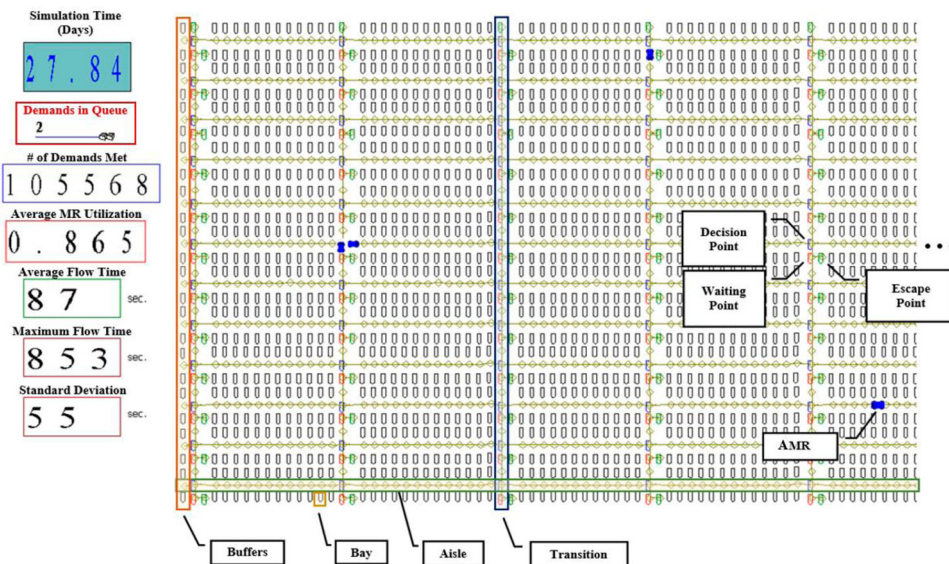 Simulation Time
(Days)
27.84
Demands in Queue
2
# of Demands Met
105568
Average MR Utilization
0.865
Average Flow Time
87 sec.
Maximum Flow Time
853 sec.
Standard Deviation
55 sec.
Decision
Point
Waiting
Point
Escape
Point
AMR
Buffers
Bay
Aisle
Transition